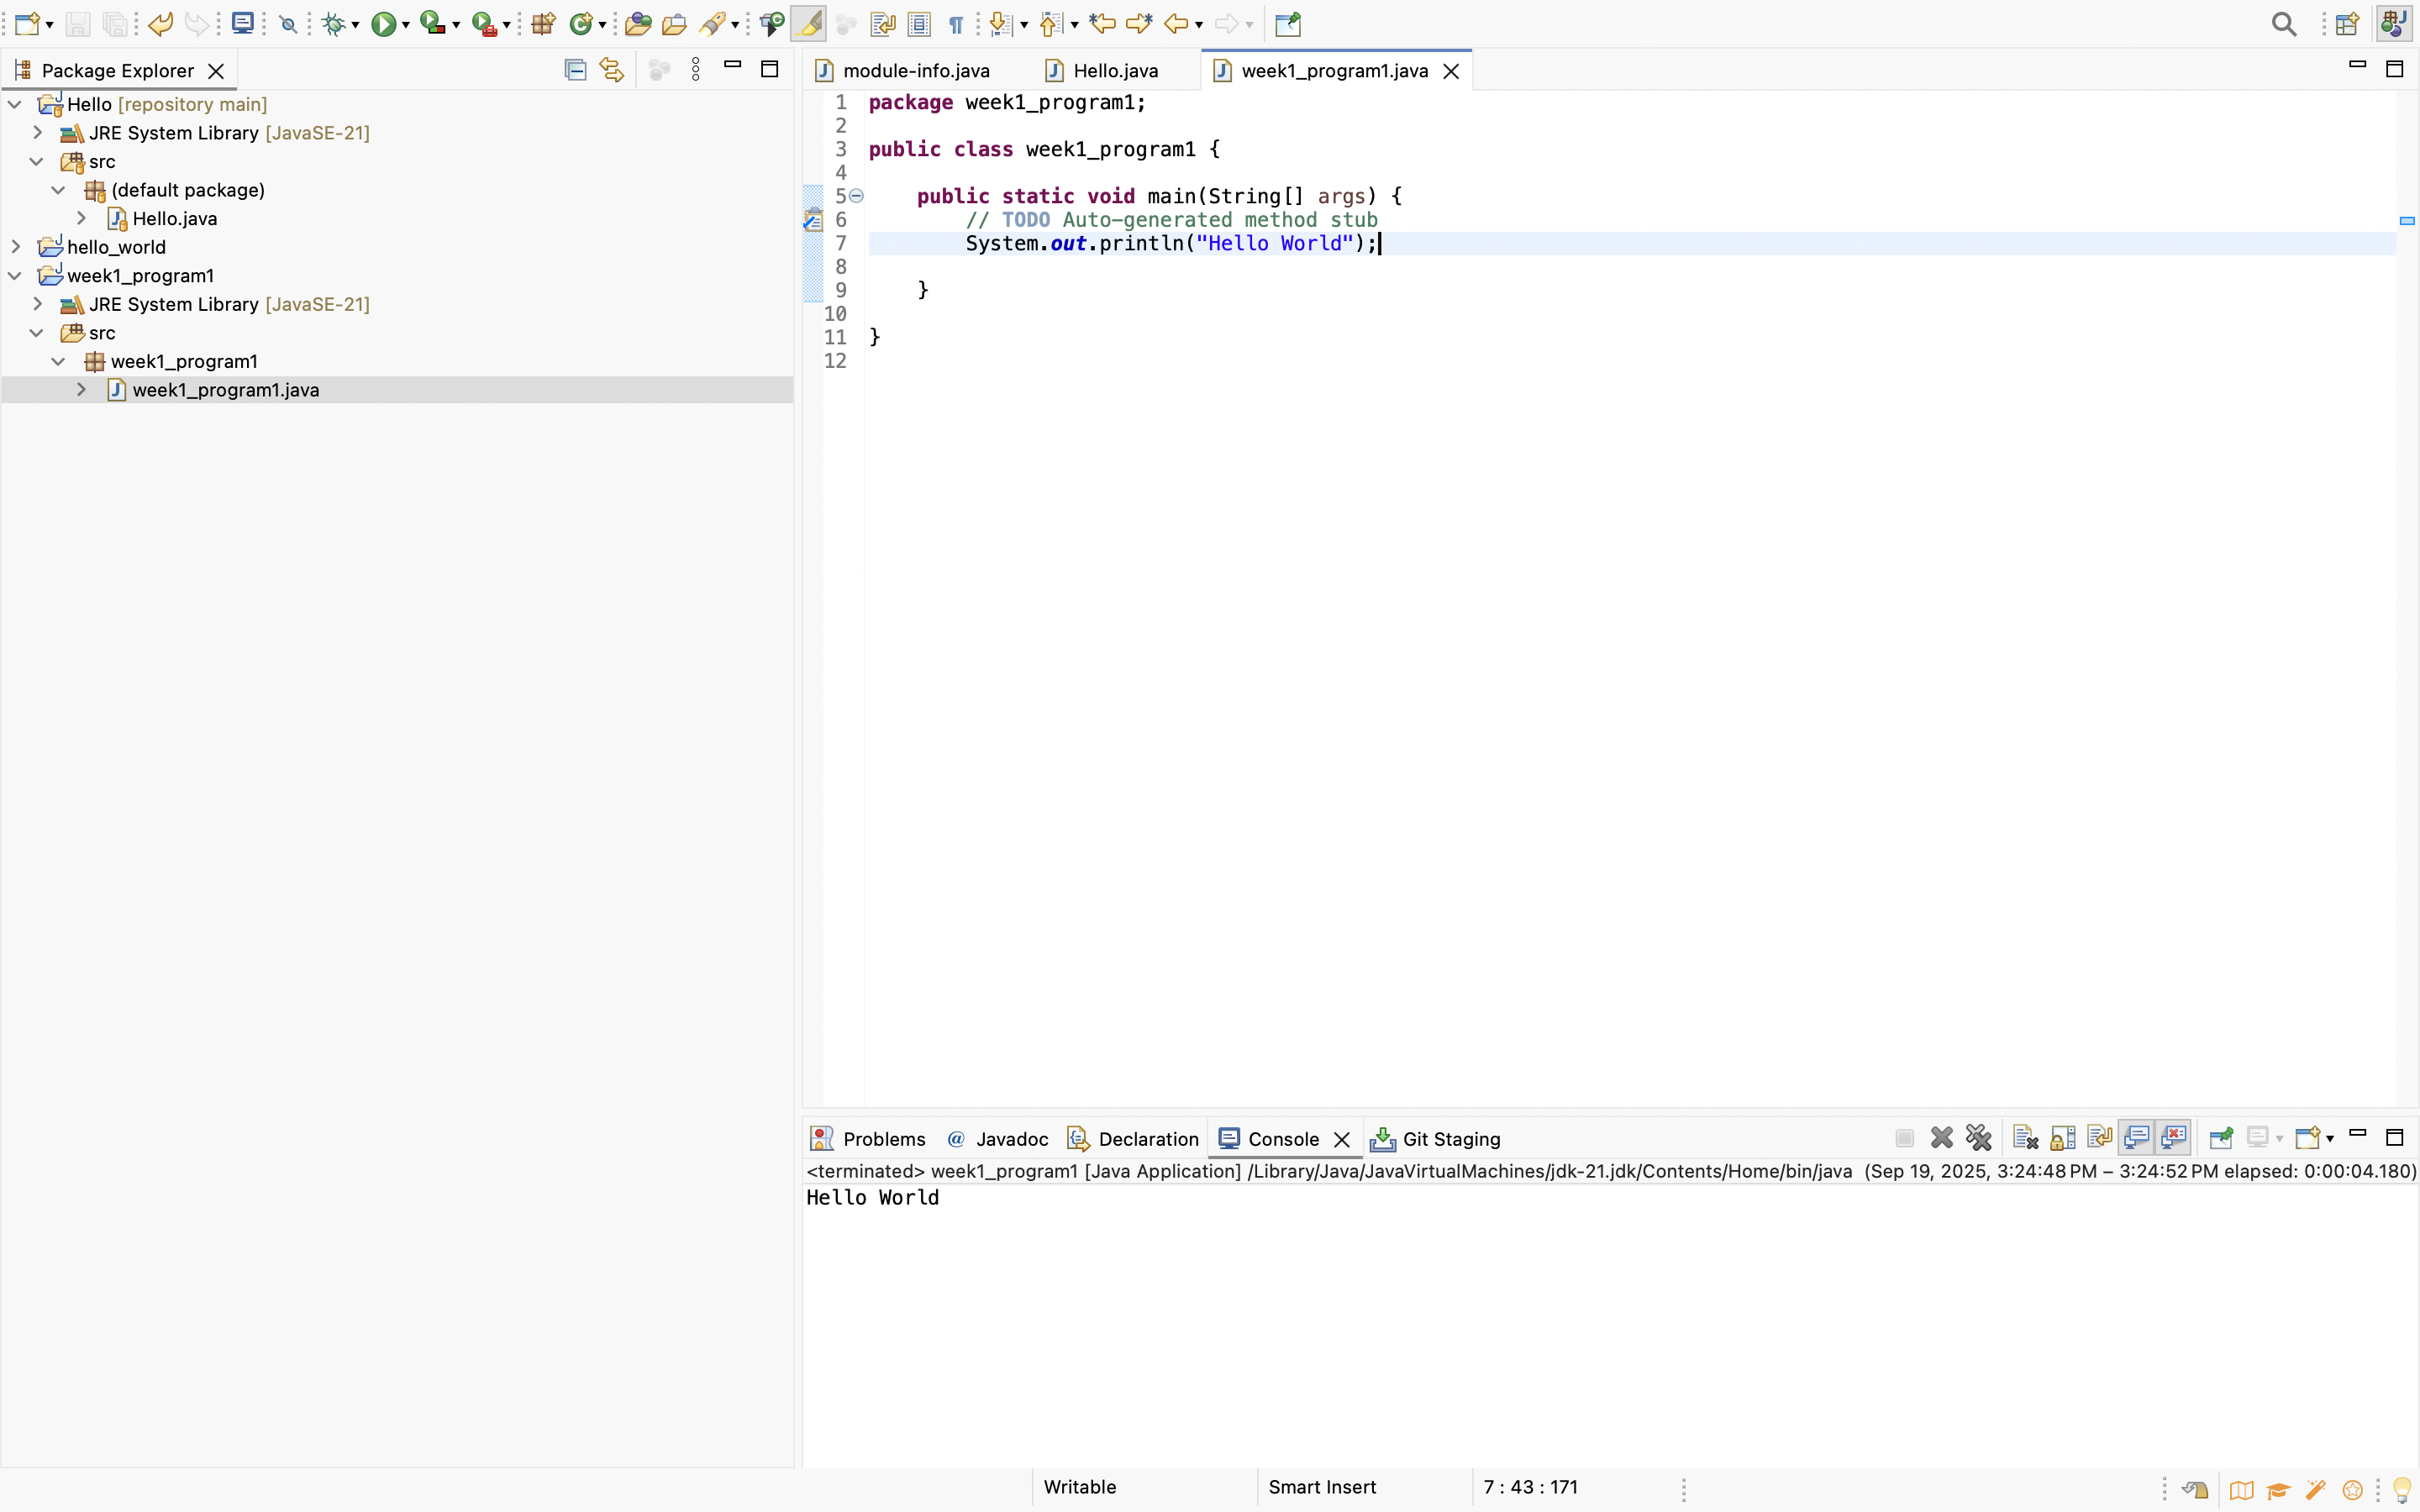 Package Explorer
Hello [repository main]
JRE System Library [JavaSE-21]
src
(default package)
Hello.java
hello_world
week1_program1
JRE System Library [JavaSE-21]
src
week1_program1
week1_program1.java
module-info.java
Hello.java
week1_program1.java
1 package week1_program1;
2
3 public class week1_program1 {
4
5 public static void main(String[] args) {
6 // TODO Auto-generated method stub
7 System.out.println("Hello World");
8
9 }
10
11 }
12
Problems
@ Javadoc
Declaration
Console
Git Staging
<terminated> week1_program1 [Java Application] /Library/Java/JavaVirtualMachines/jdk-21.jdk/Contents/Home/bin/java (Sep 19, 2025, 3:24:48 PM – 3:24:52 PM elapsed: 0:00:04.180)
Hello World
Writable
Smart Insert
7 : 43 : 171